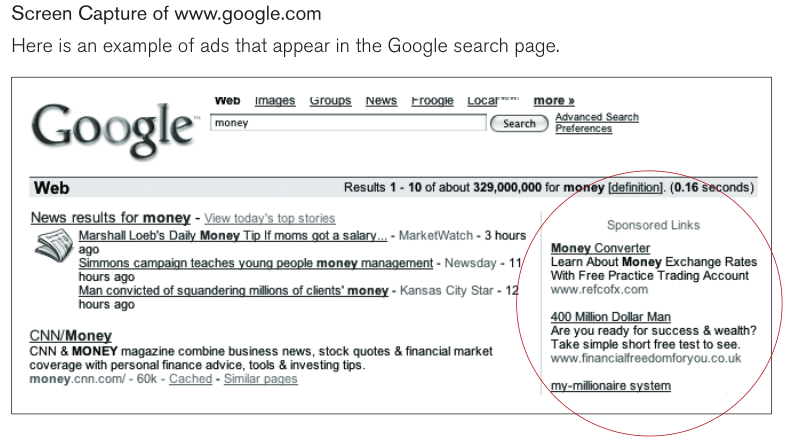 Screen Capture of www.google.com
Here is an example of ads that appear in the Google search page.
Web Images Groups News Froogle Local New! more »
Google™
money
Search
Advanced Search
Preferences
Web
Results 1 - 10 of about 329,000,000 for money [definition]. (0.16 seconds)
News results for money - View today's top stories
Marshall Loeb's Daily Money Tip If moms got a salary... - MarketWatch - 3 hours
ago
Simmons campaign teaches young people money management - Newsday - 11
hours ago
Man convicted of squandering millions of clients' money - Kansas City Star - 12
hours ago
CNN/Money
CNN & MONEY magazine combine business news, stock quotes & financial market
coverage with personal finance advice, tools & investing tips.
money.cnn.com/ - 60k - Cached - Similar pages
Sponsored Links
Money Converter
Learn About Money Exchange Rates
With Free Practice Trading Account
www.refcofx.com
400 Million Dollar Man
Are you ready for success & wealth?
Take simple short free test to see.
www.financialfreedomforyou.co.uk
my-millionaire system